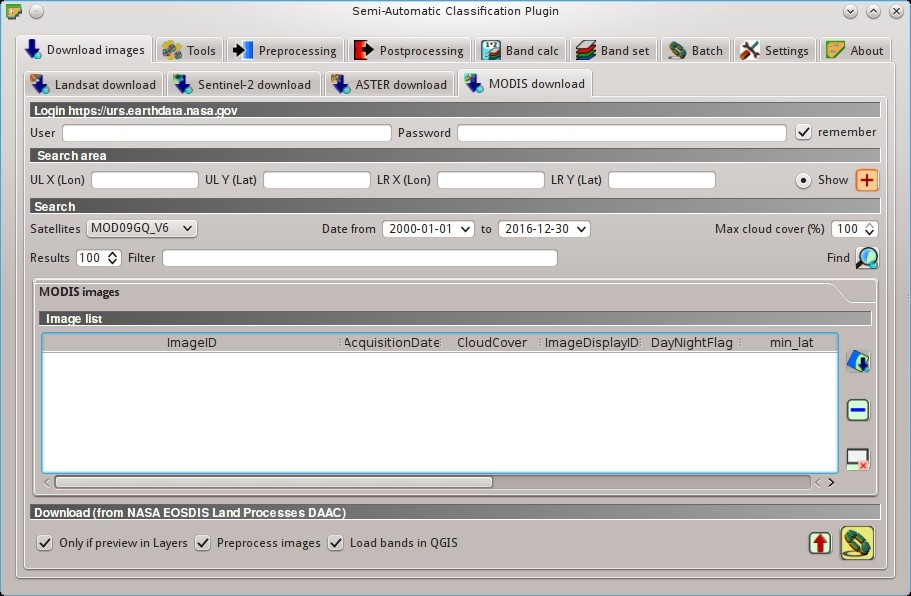 Semi-Automatic Classification Plugin
Download images Tools Preprocessing Postprocessing Band calc Band set Batch Settings About
Landsat download Sentinel-2 download ASTER download MODIS download
Login https://urs.earthdata.nasa.gov
User Password remember
Search area
UL X (Lon) UL Y (Lat) LR X (Lon) LR Y (Lat) Show
Search
Satellites MOD09GQ_V6 Date from 2000-01-01 to 2016-12-30 Max cloud cover (%) 100
Results 100 Filter Find
MODIS images
Image list
ImageID AcquisitionDate CloudCover ImageDisplayID DayNightFlag min_lat
Download (from NASA EOSDIS Land Processes DAAC)
Only if preview in Layers Preprocess images Load bands in QGIS